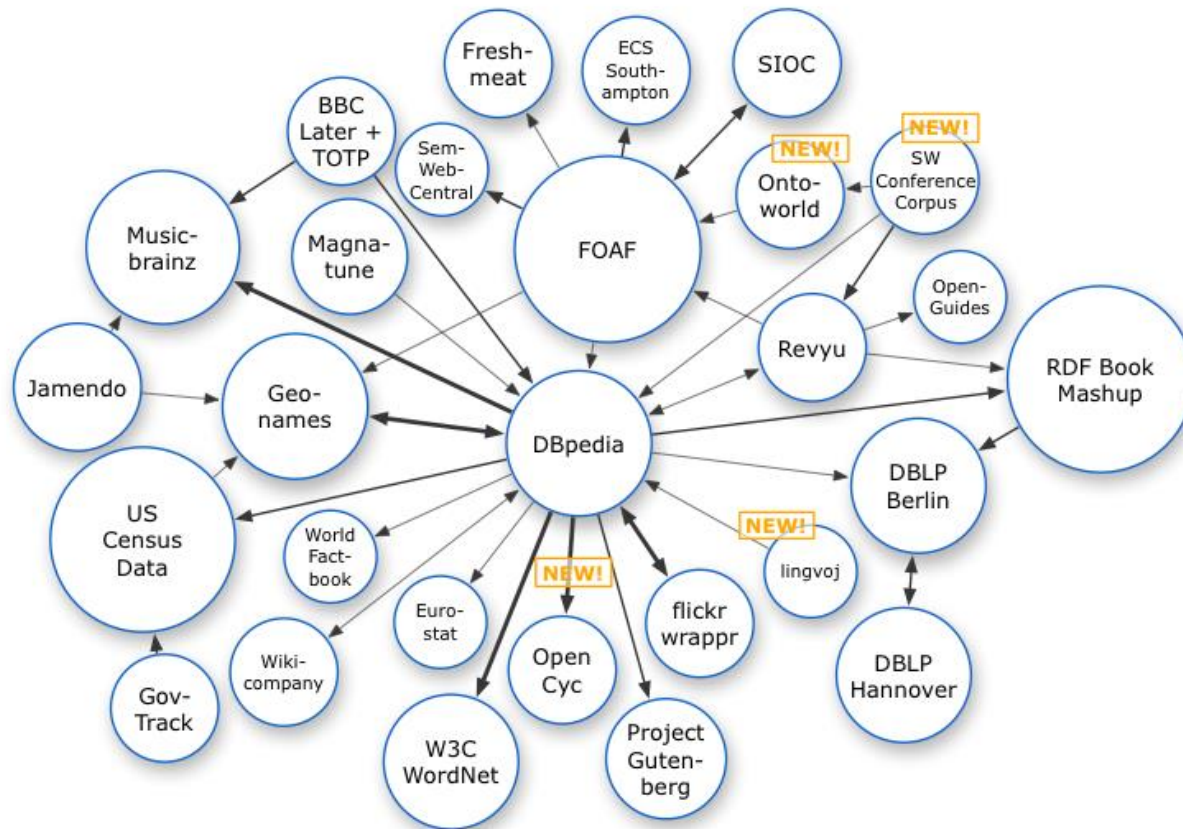 Fresh-
meat
ECS
South-
ampton
SIOC
BBC
Later +
TOTP
NEW!
NEW!
Sem-
Web-
Central
Onto-
world
SW
Conference
Corpus
Music-
brainz
Magna-
tune
FOAF
Open-
Guides
Revyu
RDF Book
Mashup
Jamendo
Geo-
names
DBpedia
DBLP
Berlin
US
Census
Data
World
Fact-
book
NEW!
NEW!
lingvoj
Euro-
stat
flickr
wrappr
Wiki-
company
Open
Cyc
DBLP
Hannover
Gov-
Track
W3C
WordNet
Project
Guten-
berg